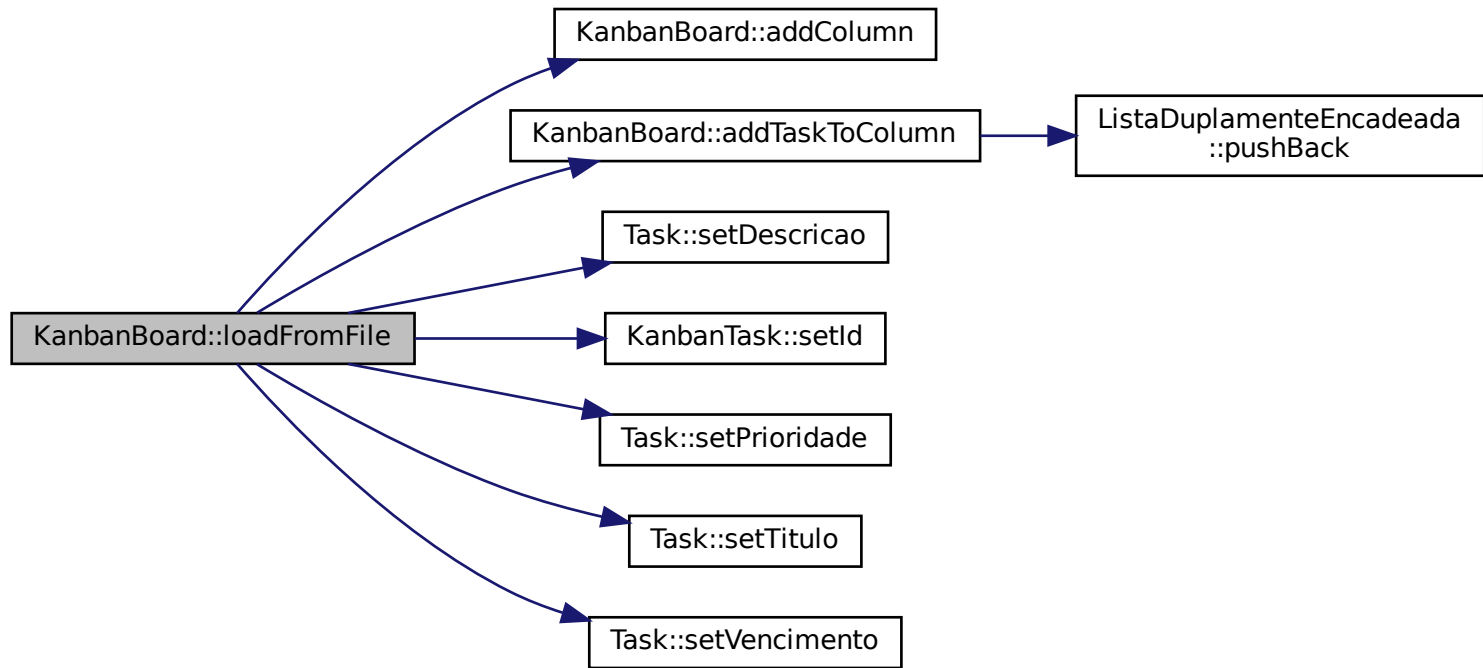 KanbanBoard::addColumn
KanbanBoard::addTaskToColumn
ListaDuplamenteEncadeada
::pushBack
Task::setDescricao
KanbanBoard::loadFromFile
KanbanTask::setId
Task::setPrioridade
Task::setTitulo
Task::setVencimento